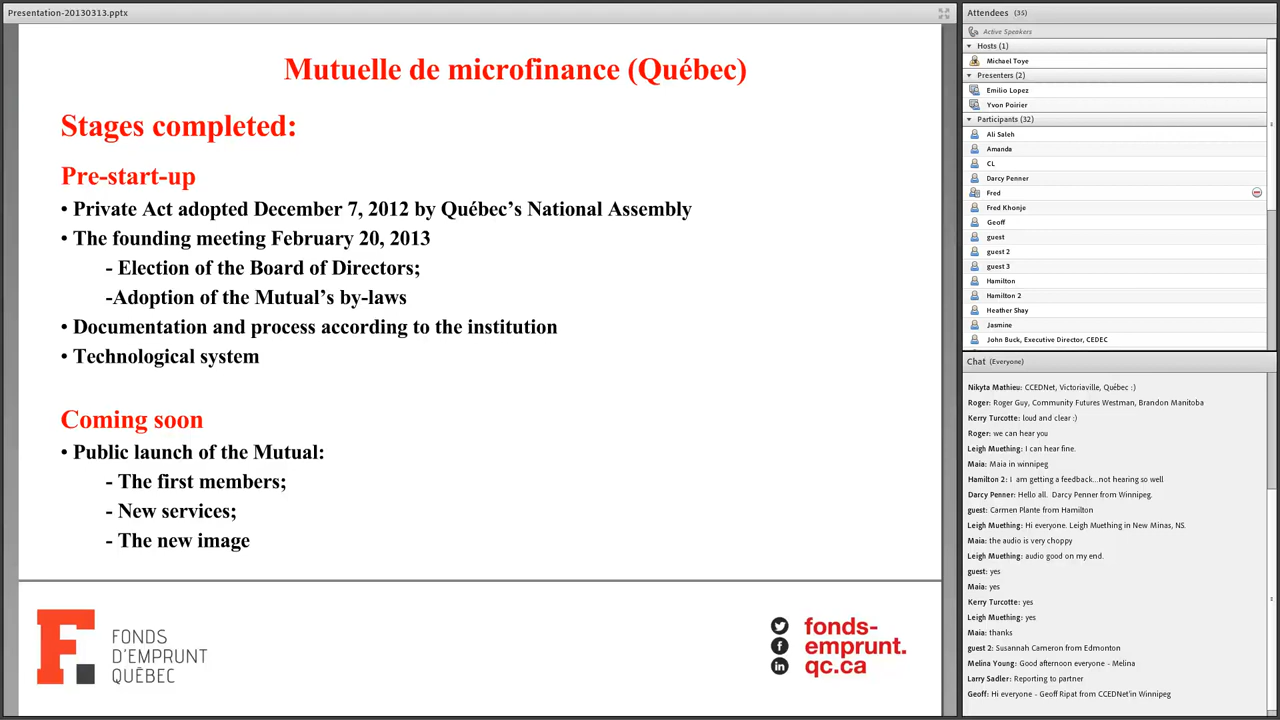 Presentation-20130313.pptx
Mutuelle de microfinance (Québec)
Stages completed:
Pre-start-up
• Private Act adopted December 7, 2012 by Québec’s National Assembly
• The founding meeting February 20, 2013
- Election of the Board of Directors;
-Adoption of the Mutual’s by-laws
• Documentation and process according to the institution
• Technological system
Coming soon
• Public launch of the Mutual:
- The first members;
- New services;
- The new image
F.
FONDS
D'EMPRUNT
QUÉBEC
fonds-
emprunt.
qc.ca
Attendees (35)
Active Speakers
Hosts (1)
Michael Toye
Presenters (2)
Emilio Lopez
Yvon Poirier
Participants (32)
Ali Saleh
Amanda
CL
Darcy Penner
Fred
Fred Khonje
Geoff
guest
guest 2
guest 3
Hamilton
Hamilton 2
Heather Shay
Jasmine
John Buck, Executive Director, CEDEC
Chat (Everyone)
Nikyta Mathieu: CCEDNet, Victoriaville, Québec :)
Roger: Roger Guy, Community Futures Westman, Brandon Manitoba
Kerry Turcotte: loud and clear :)
Roger: we can hear you
Leigh Muething: I can hear fine.
Maia: Maia in winnipeg
Hamilton 2: I am getting a feedback...not hearing so well
Darcy Penner: Hello all. Darcy Penner from Winnipeg.
guest: Carmen Plante from Hamilton
Leigh Muething: Hi everyone. Leigh Muething in New Minas, NS.
Maia: the audio is very choppy
Leigh Muething: audio good on my end.
guest: yes
Maia: yes
Kerry Turcotte: yes
Leigh Muething: yes
Maia: thanks
guest 2: Susannah Cameron from Edmonton
Melina Young: Good afternoon everyone - Melina
Larry Sadler: Reporting to partner
Geoff: Hi everyone - Geoff Ripat from CCEDNet'in Winnipeg